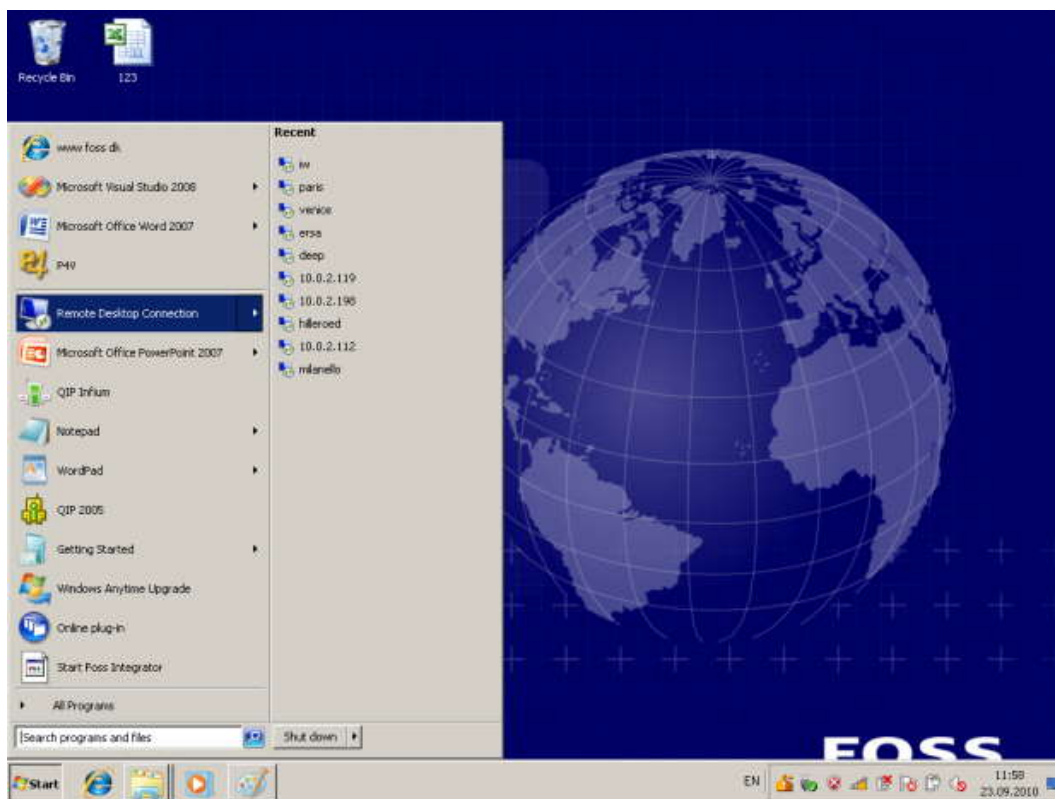 Recycle Bin
123
www foss dk
Microsoft Visual Studio 2008
Microsoft Office Word 2007
P4V
Remote Desktop Connection
Microsoft Office PowerPoint 2007
QIP Infium
Notepad
WordPad
QIP 2005
Getting Started
Windows Anytime Upgrade
Online plug-in
Start Foss Integrator
All Programs
Search programs and files
Shut down
Recent
iw
paris
venice
ersa
deep
10.0.2.119
10.0.2.198
hilleroed
10.0.2.112
milanello
FOSS
Start
EN
11:58
23.09.2010